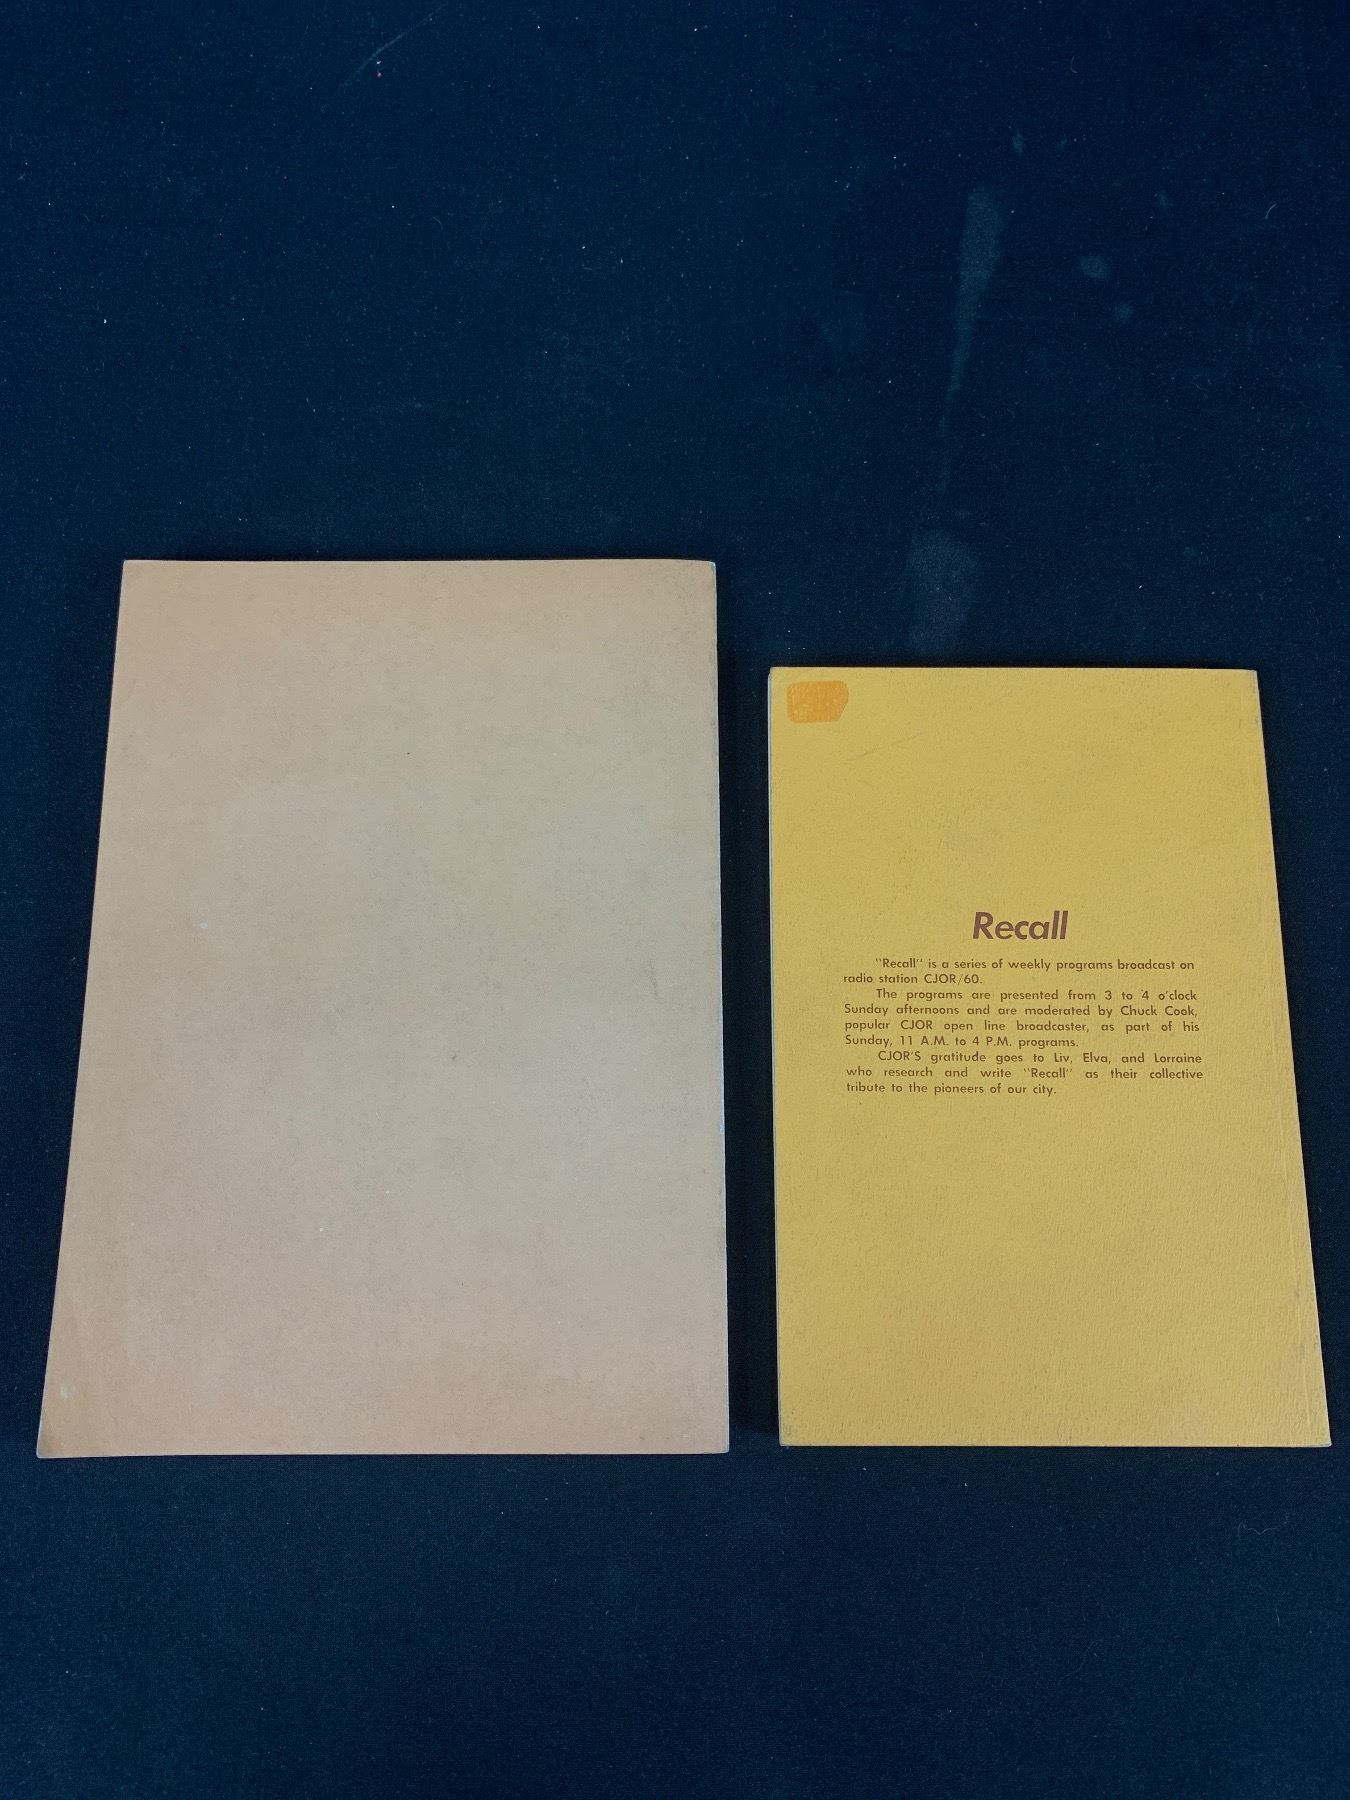 Recall
"Recall" is a series of weekly programs broadcast on
radio station CJOR/60.
The programs are presented from 3 to 4 o'clock
Sunday afternoons and are moderated by Chuck Cook,
popular CJOR open line broadcaster, as part of his
Sunday, 11 A.M. to 4 P.M. programs.
CJOR'S gratitude goes to Liv, Elva, and Lorraine
who research and write "Recall" as their collective
tribute to the pioneers of our city.